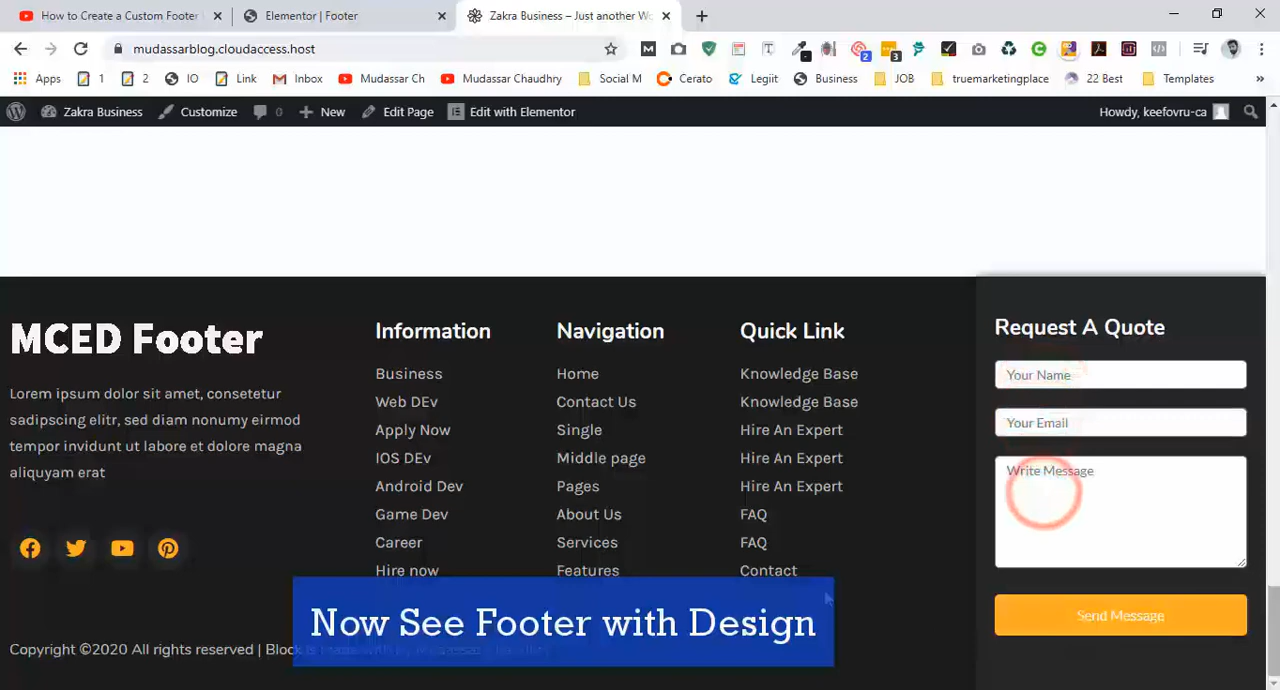 How to Create a Custom Footer
Elementor | Footer
Zakra Business – Just another Wo
mudassarblog.cloudaccess.host
2
3
Apps
1
2
IO
Link
Inbox
Mudassar Ch
Mudassar Chaudhry
Social M
Cerato
Legiit
Business
JOB
truemarketingplace
22 Best
Templates
»
Zakra Business
Customize
0
New
Edit Page
Edit with Elementor
Howdy, keefovru-ca
MCED Footer
Lorem ipsum dolor sit amet, consetetur
sadipscing elitr, sed diam nonumy eirmod
tempor invidunt ut labore et dolore magna
aliquyam erat
Information
Business
Web DEv
Apply Now
IOS DEv
Android Dev
Game Dev
Career
Hire now
Navigation
Home
Contact Us
Single
Middle page
Pages
About Us
Services
Features
Quick Link
Knowledge Base
Knowledge Base
Hire An Expert
Hire An Expert
Hire An Expert
FAQ
FAQ
Contact
Request A Quote
Your Name
Your Email
Write Message
Send Message
Now See Footer with Design
Copyright ©2020 All rights reserved | Block is